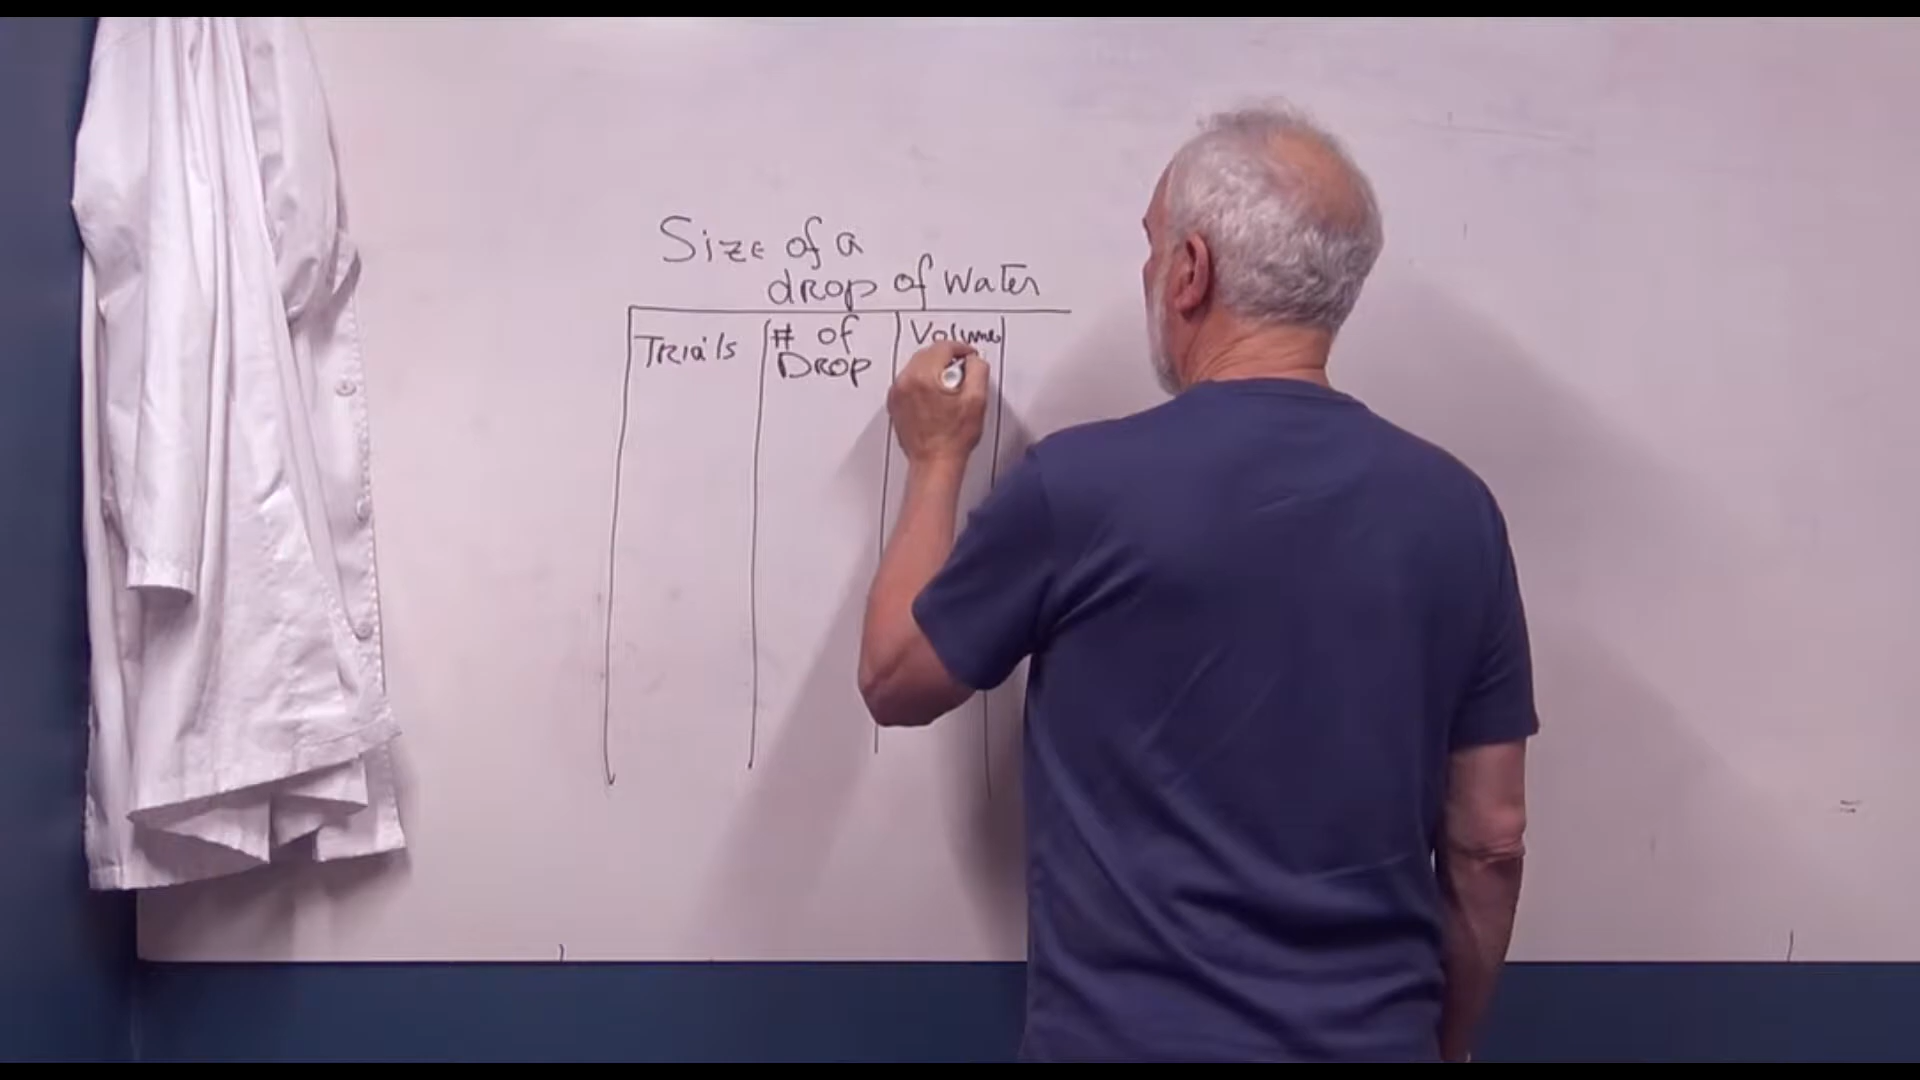 Size of a
drop of water
Trials
# of
Drop
Volume